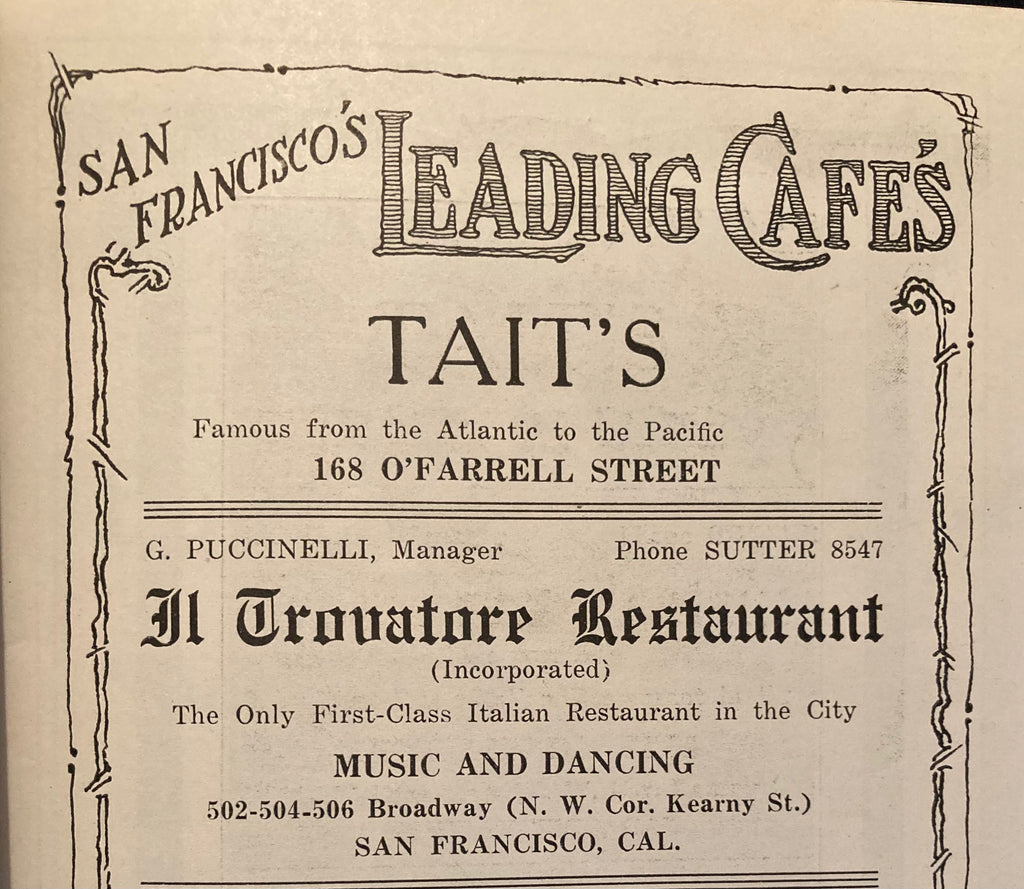 SAN FRANCISCO'S LEADING CAFE'S
TAIT'S
Famous from the Atlantic to the Pacific
168 O'FARRELL STREET
G. PUCCINELLI, Manager Phone SUTTER 8547
Il Trovatore Restaurant
(Incorporated)
The Only First-Class Italian Restaurant in the City
MUSIC AND DANCING
502-504-506 Broadway (N. W. Cor. Kearny St.)
SAN FRANCISCO, CAL.